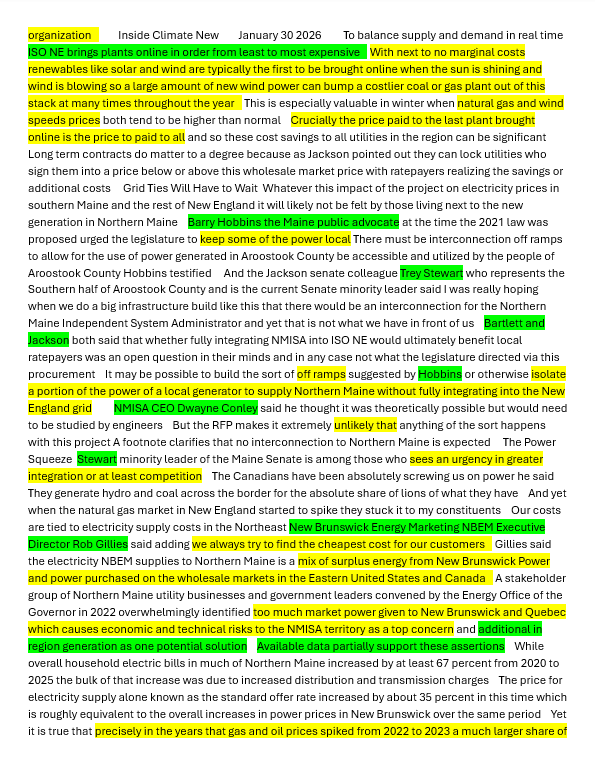 organization Inside Climate New January 30 2026 To balance supply and demand in real time
ISO NE brings plants online in order from least to most expensive With next to no marginal costs
renewables like solar and wind are typically the first to be brought online when the sun is shining and
wind is blowing so a large amount of new wind power can bump a costlier coal or gas plant out of this
stack at many times throughout the year This is especially valuable in winter when natural gas and wind
speeds prices both tend to be higher than normal Crucially the price paid to the last plant brought
online is the price to paid to all and so these cost savings to all utilities in the region can be significant
Long term contracts do matter to a degree because as Jackson pointed out they can lock utilities who
sign them into a price below or above this wholesale market price with ratepayers realizing the savings or
additional costs Grid Ties Will Have to Wait Whatever this impact of the project on electricity prices in
southern Maine and the rest of New England it will likely not be felt by those living next to the new
generation in Northern Maine Barry Hobbins the Maine public advocate at the time the 2021 law was
proposed urged the legislature to keep some of the power local There must be interconnection off ramps
to allow for the use of power generated in Aroostook County be accessible and utilized by the people of
Aroostook County Hobbins testified And the Jackson senate colleague Trey Stewart who represents the
Southern half of Aroostook County and is the current Senate minority leader said I was really hoping
when we do a big infrastructure build like this that there would be an interconnection for the Northern
Maine Independent System Administrator and yet that is not what we have in front of us Bartlett and
Jackson both said that whether fully integrating NMISA into ISO NE would ultimately benefit local
ratepayers was an open question in their minds and in any case not what the legislature directed via this
procurement It may be possible to build the sort of off ramps suggested by Hobbins or otherwise isolate
a portion of the power of a local generator to supply Northern Maine without fully integrating into the New
England grid NMISA CEO Dwayne Conley said he thought it was theoretically possible but would need
to be studied by engineers But the RFP makes it extremely unlikely that anything of the sort happens
with this project A footnote clarifies that no interconnection to Northern Maine is expected The Power
Squeeze Stewart minority leader of the Maine Senate is among those who sees an urgency in greater
integration or at least competition The Canadians have been absolutely screwing us on power he said
They generate hydro and coal across the border for the absolute share of lions of what they have And yet
when the natural gas market in New England started to spike they stuck it to my constituents Our costs
are tied to electricity supply costs in the Northeast New Brunswick Energy Marketing NBEM Executive
Director Rob Gillies said adding we always try to find the cheapest cost for our customers Gillies said
the electricity NBEM supplies to Northern Maine is a mix of surplus energy from New Brunswick Power
and power purchased on the wholesale markets in the Eastern United States and Canada A stakeholder
group of Northern Maine utility businesses and government leaders convened by the Energy Office of the
Governor in 2022 overwhelmingly identified too much market power given to New Brunswick and Quebec
which causes economic and technical risks to the NMISA territory as a top concern and additional in
region generation as one potential solution Available data partially support these assertions While
overall household electric bills in much of Northern Maine increased by at least 67 percent from 2020 to
2025 the bulk of that increase was due to increased distribution and transmission charges The price for
electricity supply alone known as the standard offer rate increased by about 35 percent in this time which
is roughly equivalent to the overall increases in power prices in New Brunswick over the same period Yet
it is true that precisely in the years that gas and oil prices spiked from 2022 to 2023 a much larger share of